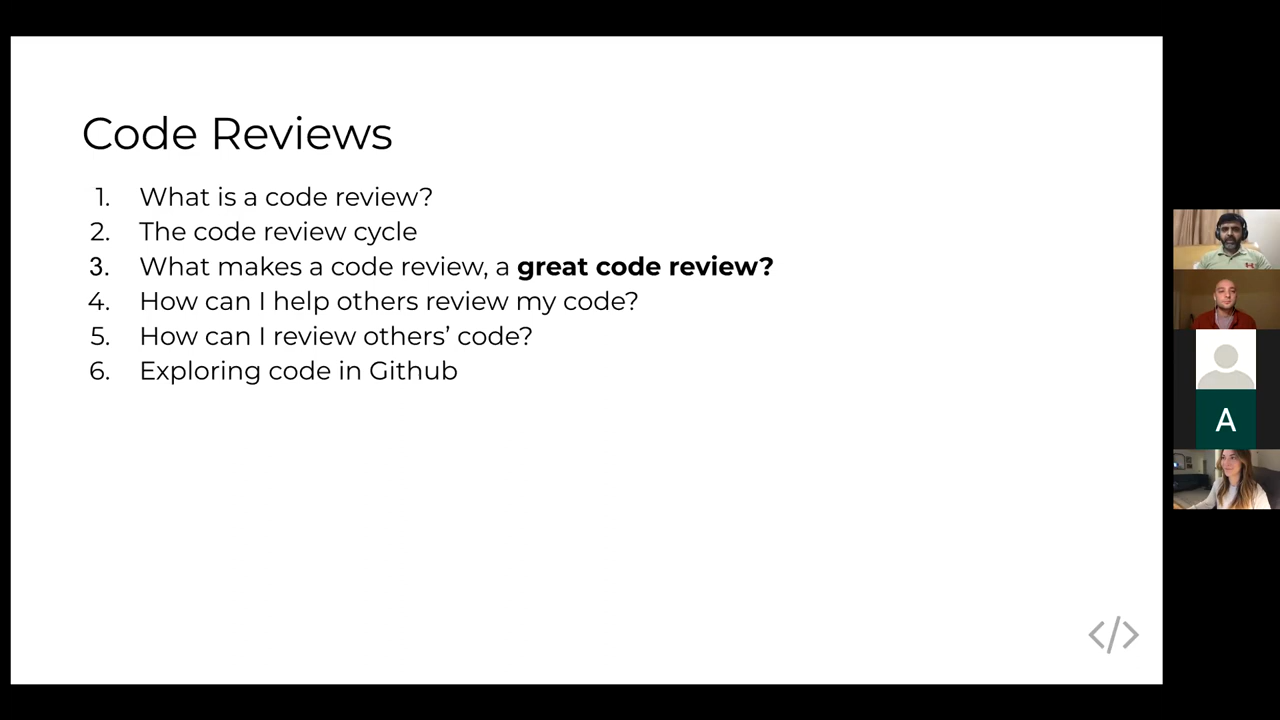 Code Reviews
1. What is a code review?
2. The code review cycle
3. What makes a code review, a great code review?
4. How can I help others review my code?
5. How can I review others’ code?
6. Exploring code in Github
A
</>